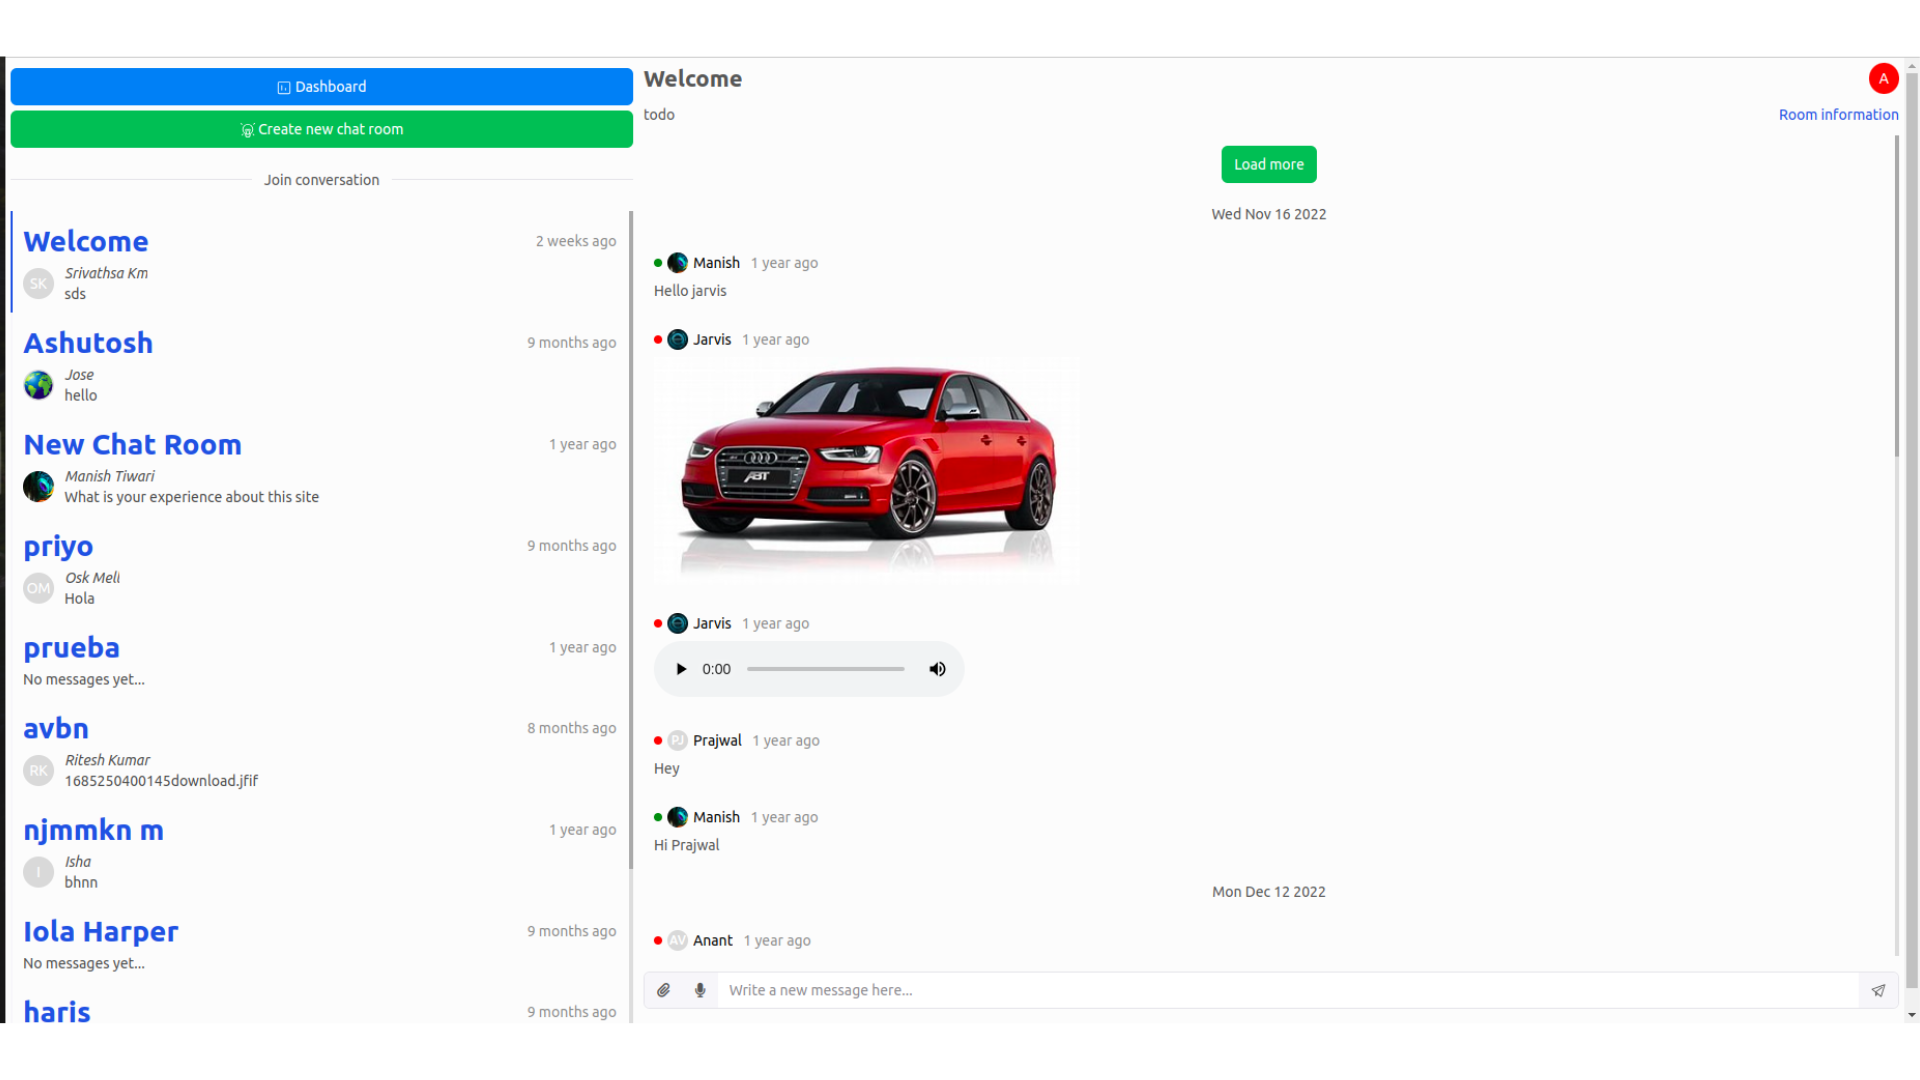 Dashboard
Create new chat room
Join conversation
Welcome
2 weeks ago
SK
Srivathsa Km
sds
Ashutosh
9 months ago
Jose
hello
New Chat Room
1 year ago
Manish Tiwari
What is your experience about this site
priyo
9 months ago
OM
Osk Meli
Hola
prueba
1 year ago
No messages yet...
avbn
8 months ago
RK
Ritesh Kumar
1685250400145download.jfif
njmmkn m
1 year ago
I
Isha
bhnn
Iola Harper
9 months ago
No messages yet...
haris
9 months ago
Welcome
A
todo
Room information
Load more
Wed Nov 16 2022
Manish 1 year ago
Hello jarvis
Jarvis 1 year ago
ABT
Jarvis 1 year ago
0:00
PJ Prajwal 1 year ago
Hey
Manish 1 year ago
Hi Prajwal
Mon Dec 12 2022
AV Anant 1 year ago
Write a new message here...